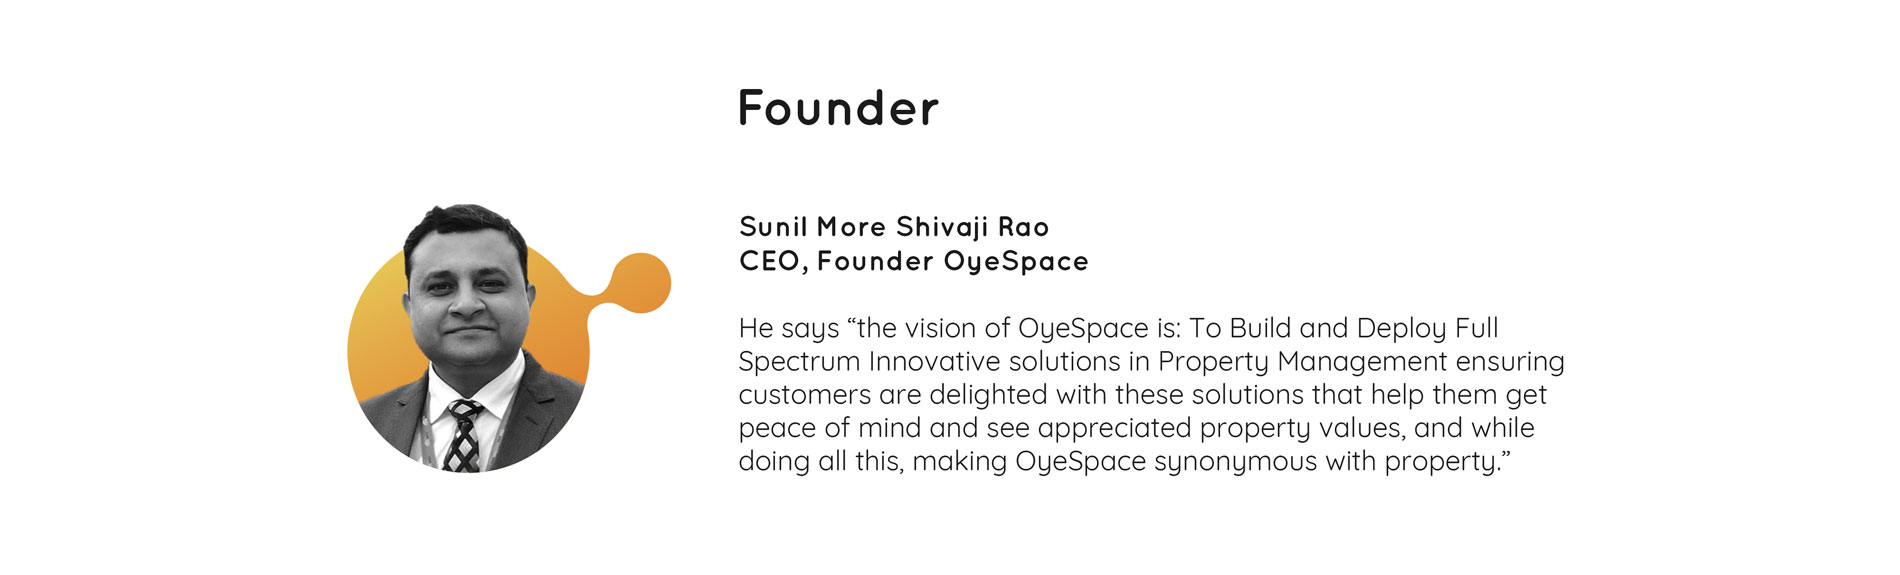 Founder
Sunil More Shivaji Rao
CEO, Founder OyeSpace
He says “the vision of OyeSpace is: To Build and Deploy Full
Spectrum Innovative solutions in Property Management ensuring
customers are delighted with these solutions that help them get
peace of mind and see appreciated property values, and while
doing all this, making OyeSpace synonymous with property.”